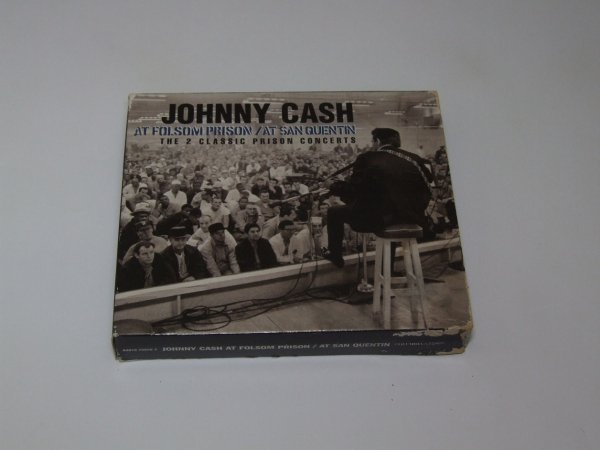 JOHNNY CASH
AT FOLSOM PRISON / AT SAN QUENTIN
THE 2 CLASSIC PRISON CONCERTS
JOHNNY CASH AT FOLSOM PRISON / AT SAN QUENTIN